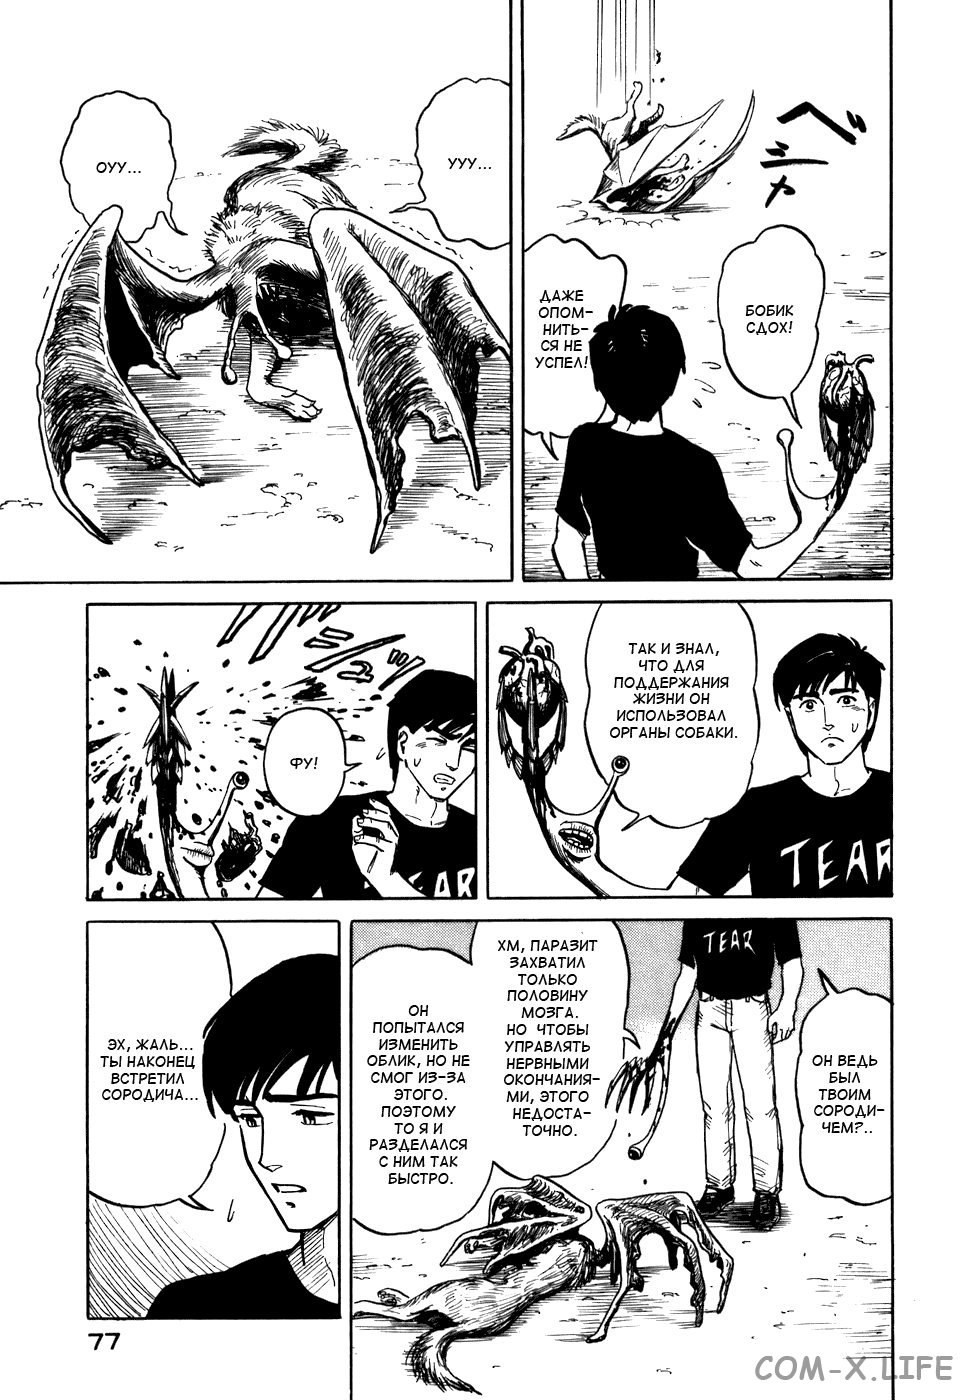 ベシャ
БОБИК
СДОХ!
ДАЖЕ
ОПОМ-
НИТЬ-
СЯ НЕ
УСПЕЛ!
УУУ...
ОУУ...
ТАК И ЗНАЛ,
ЧТО ДЛЯ
ПОДДЕРЖАНИЯ
ЖИЗНИ ОН
ИСПОЛЬЗОВАЛ
ОРГАНЫ СОБАКИ.
TEAR
ФУ!
TEAR
ОН ВЕДЬ
БЫЛ
ТВОИМ
СОРОДИ-
ЧЕМ?..
TEAR
ХМ, ПАРАЗИТ
ЗАХВАТИЛ
ТОЛЬКО
ПОЛОВИНУ
МОЗГА.
НО ЧТОБЫ
УПРАВЛЯТЬ
НЕРВНЫМИ
ОКОНЧАНИЯ-
МИ, ЭТОГО
НЕДОСТА-
ТОЧНО.
ОН
ПОПЫТАЛСЯ
ИЗМЕНИТЬ
ОБЛИК, НО НЕ
СМОГ ИЗ-ЗА
ЭТОГО.
ПОЭТОМУ
ТО Я И
РАЗДЕЛАЛСЯ
С НИМ ТАК
БЫСТРО.
ЭХ, ЖАЛЬ...
ТЫ НАКОНЕЦ
ВСТРЕТИЛ
СОРОДИЧА...
77
COM-X.LIFE